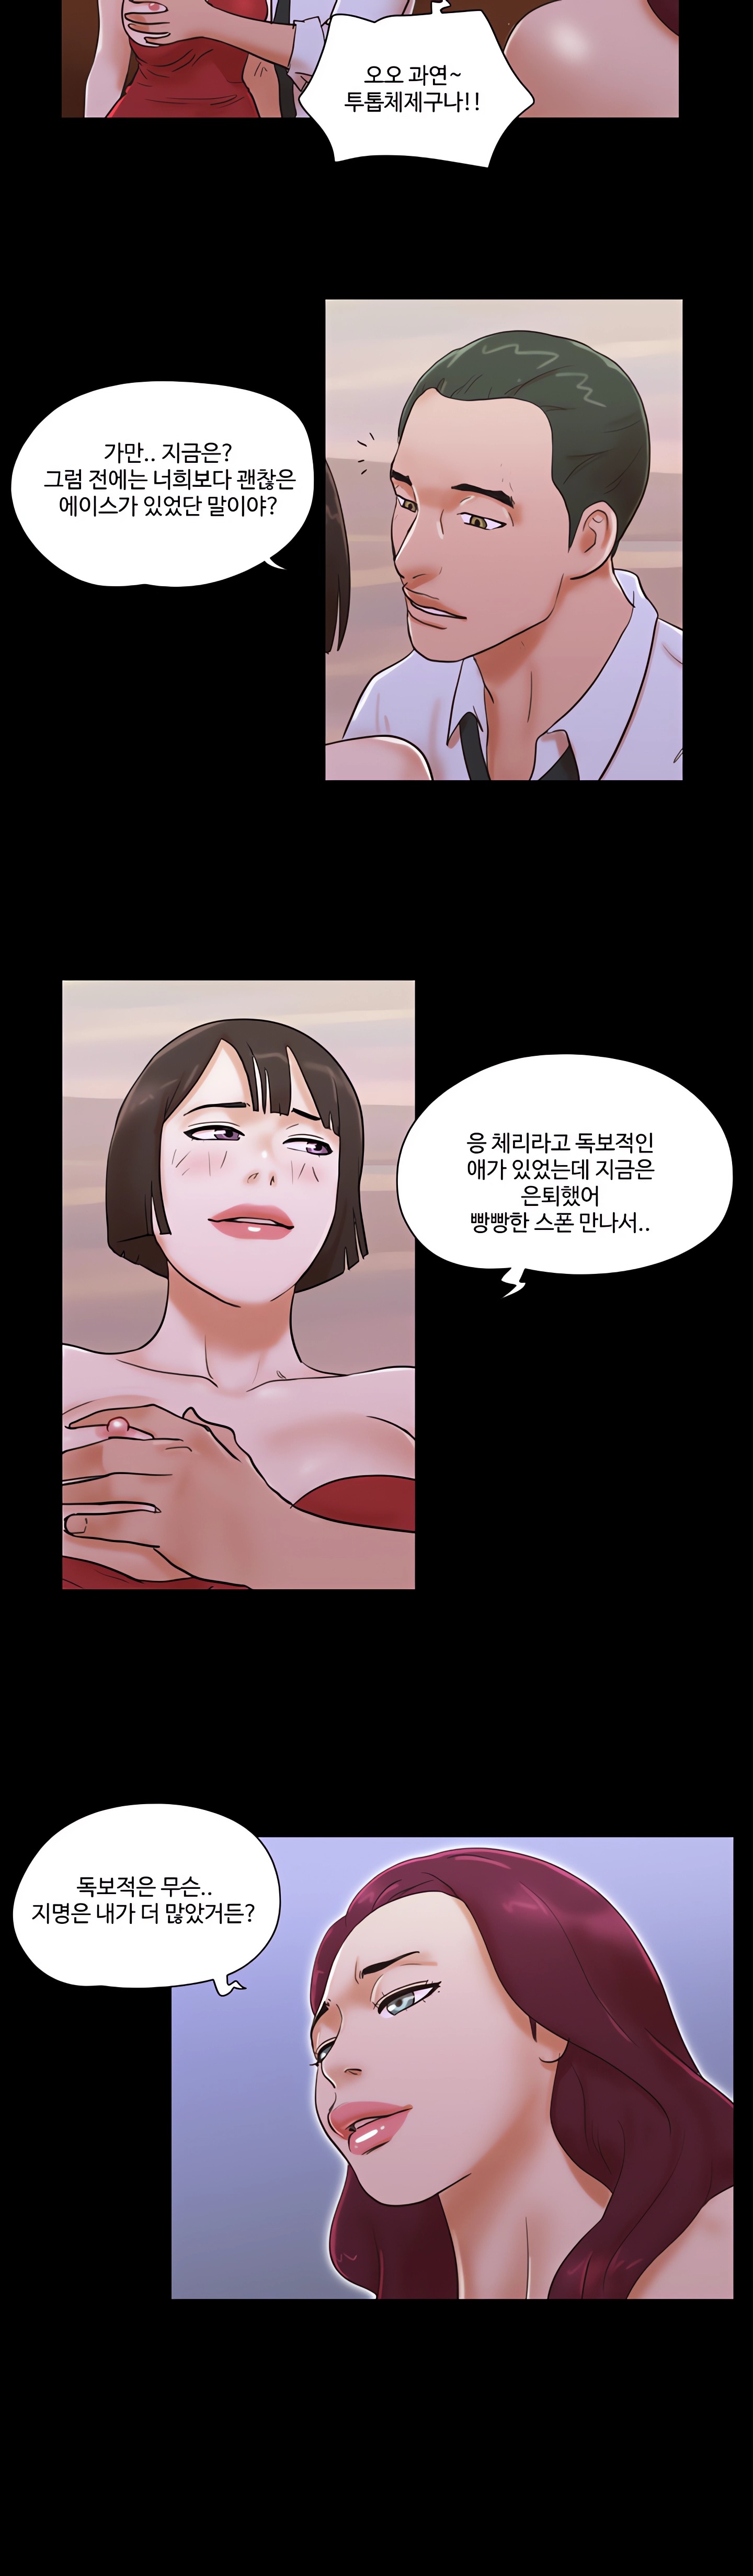 오오 과연~
투톱체제구나!!
가만.. 지금은?
그럼 전에는 너희보다 괜찮은
에이스가 있었단 말이야?
응 체리라고 독보적인
애가 있었는데 지금은
은퇴했어
빵빵한 스폰 만나서..
독보적은 무슨..
지명은 내가 더 많았거든?